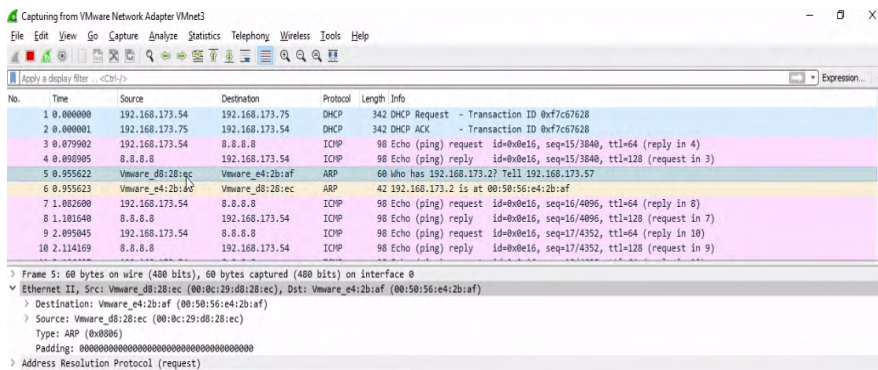 Capturing from VMware Network Adapter VMnet3
File Edit View Go Capture Analyze Statistics Telephony Wireless Tools Help
Apply a display filter ... <Ctrl-/> Expression...
No. Time Source Destination Protocol Length Info
1 0.000000 192.168.173.54 192.168.173.75 DHCP 342 DHCP Request - Transaction ID 0xf7c67628
2 0.000001 192.168.173.75 192.168.173.54 DHCP 342 DHCP ACK - Transaction ID 0xf7c67628
3 0.079902 192.168.173.54 8.8.8.8 ICMP 98 Echo (ping) request id=0x0e16, seq=15/3840, ttl=64 (reply in 4)
4 0.098905 8.8.8.8 192.168.173.54 ICMP 98 Echo (ping) reply id=0x0e16, seq=15/3840, ttl=128 (request in 3)
5 0.955622 Vmware_d8:28:ec Vmware_e4:2b:af ARP 60 Who has 192.168.173.2? Tell 192.168.173.57
6 0.955623 Vmware_e4:2b:af Vmware_d8:28:ec ARP 42 192.168.173.2 is at 00:50:56:e4:2b:af
7 1.082600 192.168.173.54 8.8.8.8 ICMP 98 Echo (ping) request id=0x0e16, seq=16/4096, ttl=64 (reply in 8)
8 1.101640 8.8.8.8 192.168.173.54 ICMP 98 Echo (ping) reply id=0x0e16, seq=16/4096, ttl=128 (request in 7)
9 2.095045 192.168.173.54 8.8.8.8 ICMP 98 Echo (ping) request id=0x0e16, seq=17/4352, ttl=64 (reply in 10)
10 2.114169 8.8.8.8 192.168.173.54 ICMP 98 Echo (ping) reply id=0x0e16, seq=17/4352, ttl=128 (request in 9)
Frame 5: 60 bytes on wire (480 bits), 60 bytes captured (480 bits) on interface 0
Ethernet II, Src: Vmware_d8:28:ec (00:0c:29:d8:28:ec), Dst: Vmware_e4:2b:af (00:50:56:e4:2b:af)
Destination: Vmware_e4:2b:af (00:50:56:e4:2b:af)
Source: Vmware_d8:28:ec (00:0c:29:d8:28:ec)
Type: ARP (0x0806)
Padding: 000000000000000000000000000000000000
Address Resolution Protocol (request)